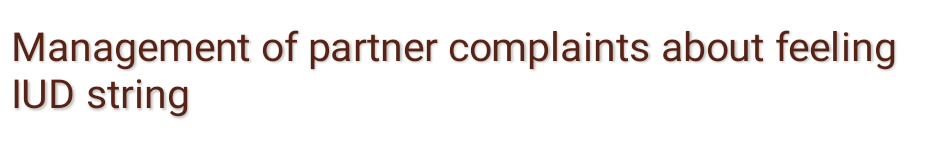 Management of partner complaints about feeling
IUD string